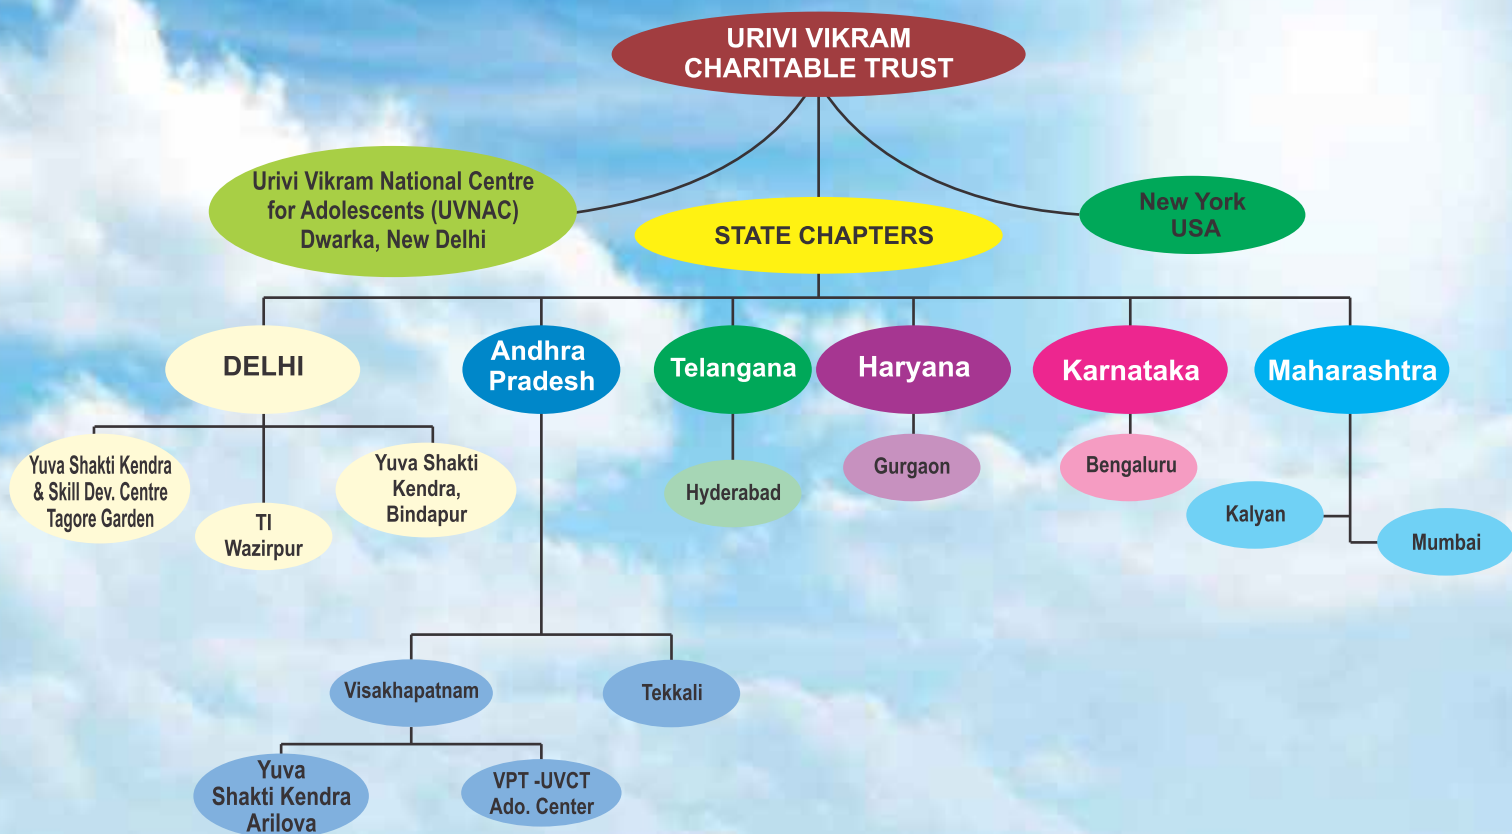 URIVI VIKRAM
CHARITABLE TRUST
Urivi Vikram National Centre
for Adolescents (UVNAC)
Dwarka, New Delhi
STATE CHAPTERS
New York
USA
DELHI
Andhra
Pradesh
Telangana
Haryana
Karnataka
Maharashtra
Yuva Shakti Kendra
& Skill Dev. Centre
Tagore Garden
TI
Wazirpur
Yuva Shakti
Kendra,
Bindapur
Hyderabad
Gurgaon
Bengaluru
Kalyan
Mumbai
Visakhapatnam
Tekkali
Yuva
Shakti Kendra
Arilova
VPT -UVCT
Ado. Center